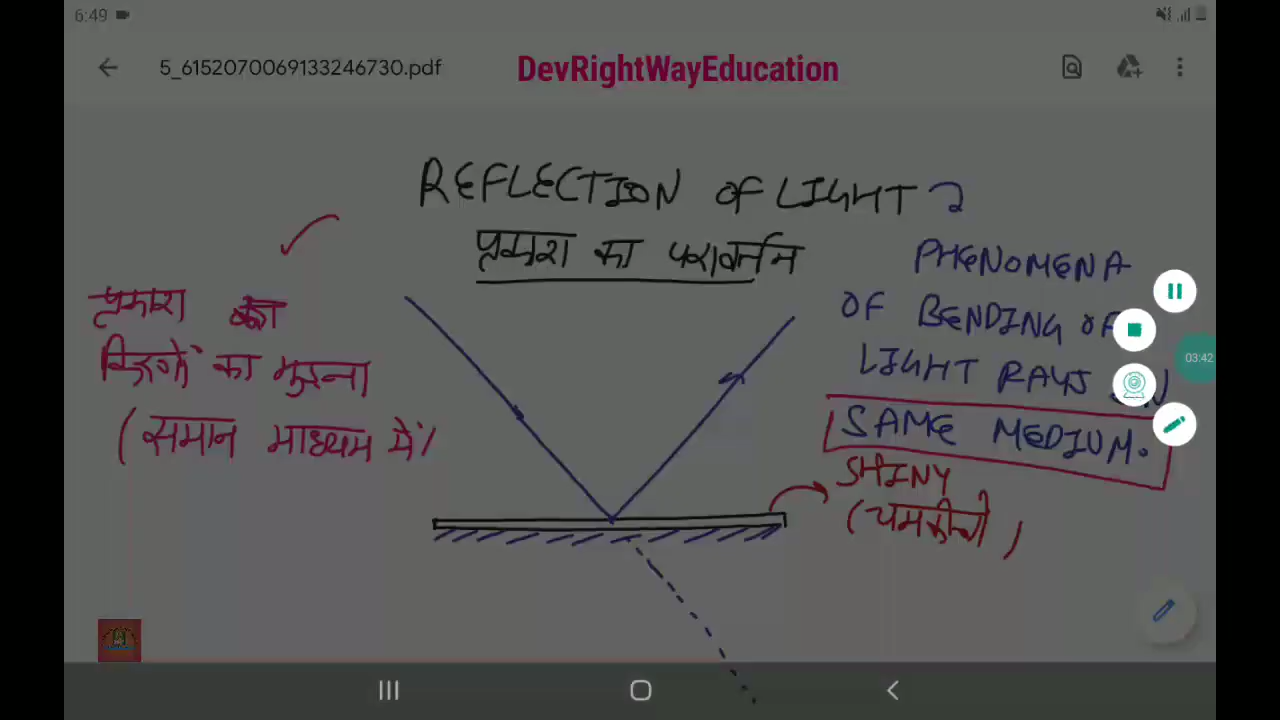 6:49
5_6152070069133246730.pdf
DevRightWayEducation
REFLECTION OF LIGHT
प्रकाश का परावर्तन
PHENOMENA
OF BENDING OF
LIGHT RAYS IN
SAME MEDIUM.
प्रकाश की
किरणों का मुड़ना
(समान माध्यम में)
SHINY
(चमकीली)
03:42